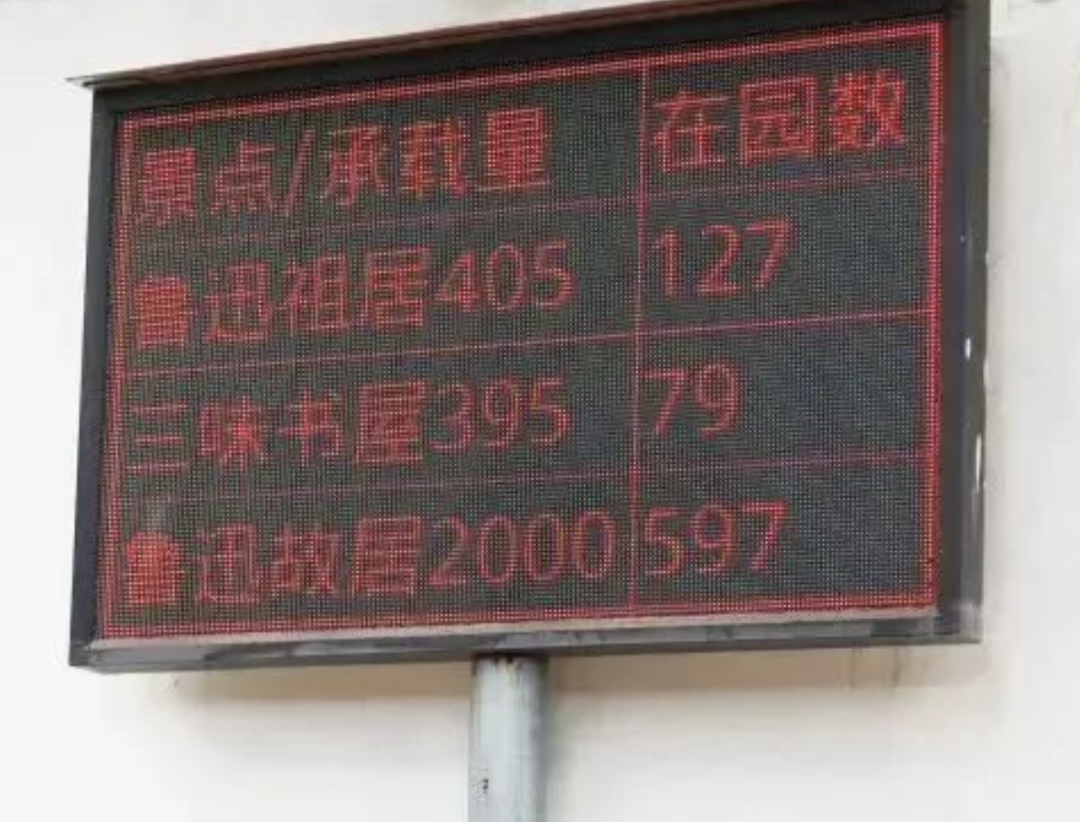 景点/承载量 在园数
鲁迅祖居405 127
三味书屋395 79
鲁迅故居2000 597